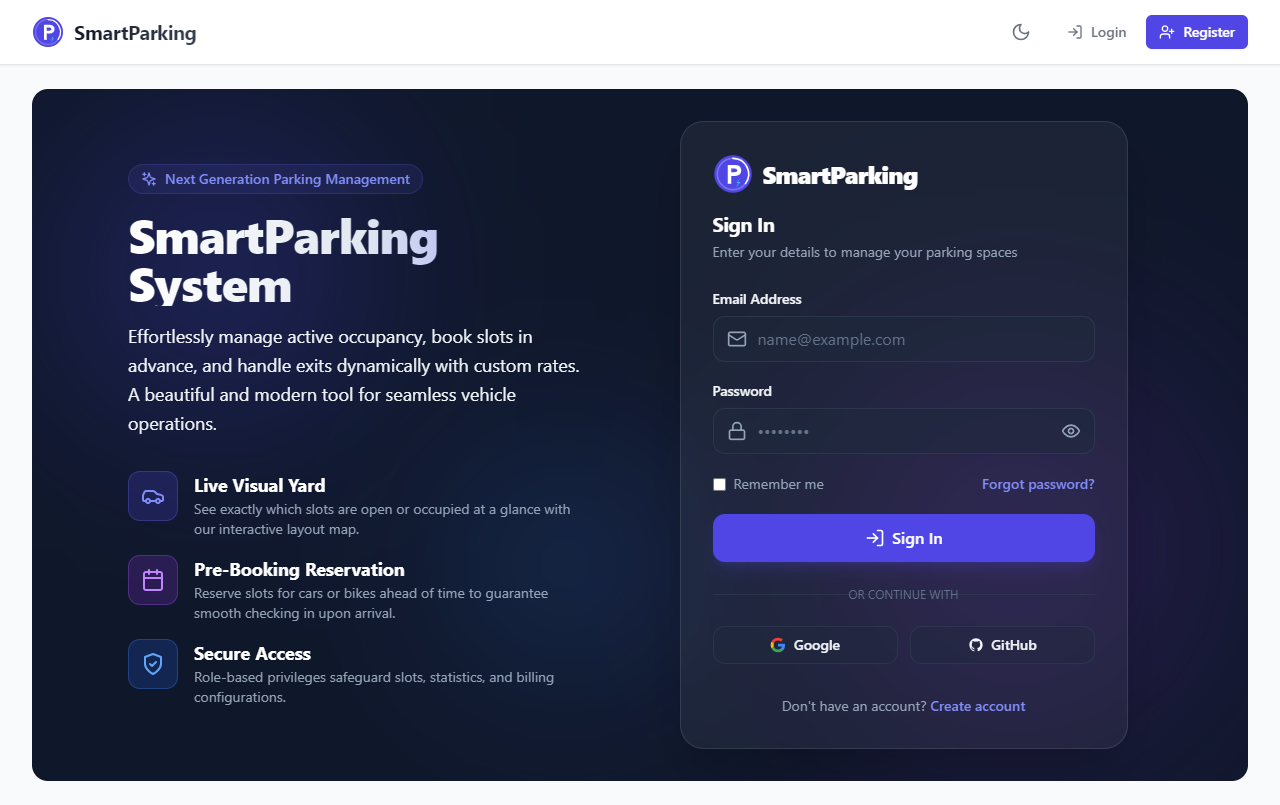 SmartParking
Login
Register
Next Generation Parking Management
SmartParking
System
Effortlessly manage active occupancy, book slots in
advance, and handle exits dynamically with custom rates.
A beautiful and modern tool for seamless vehicle
operations.
Live Visual Yard
See exactly which slots are open or occupied at a glance with
our interactive layout map.
Pre-Booking Reservation
Reserve slots for cars or bikes ahead of time to guarantee
smooth checking in upon arrival.
Secure Access
Role-based privileges safeguard slots, statistics, and billing
configurations.
P SmartParking
Sign In
Enter your details to manage your parking spaces
Email Address
name@example.com
Password
••••••••
Remember me
Forgot password?
Sign In
OR CONTINUE WITH
Google
GitHub
Don't have an account? Create account